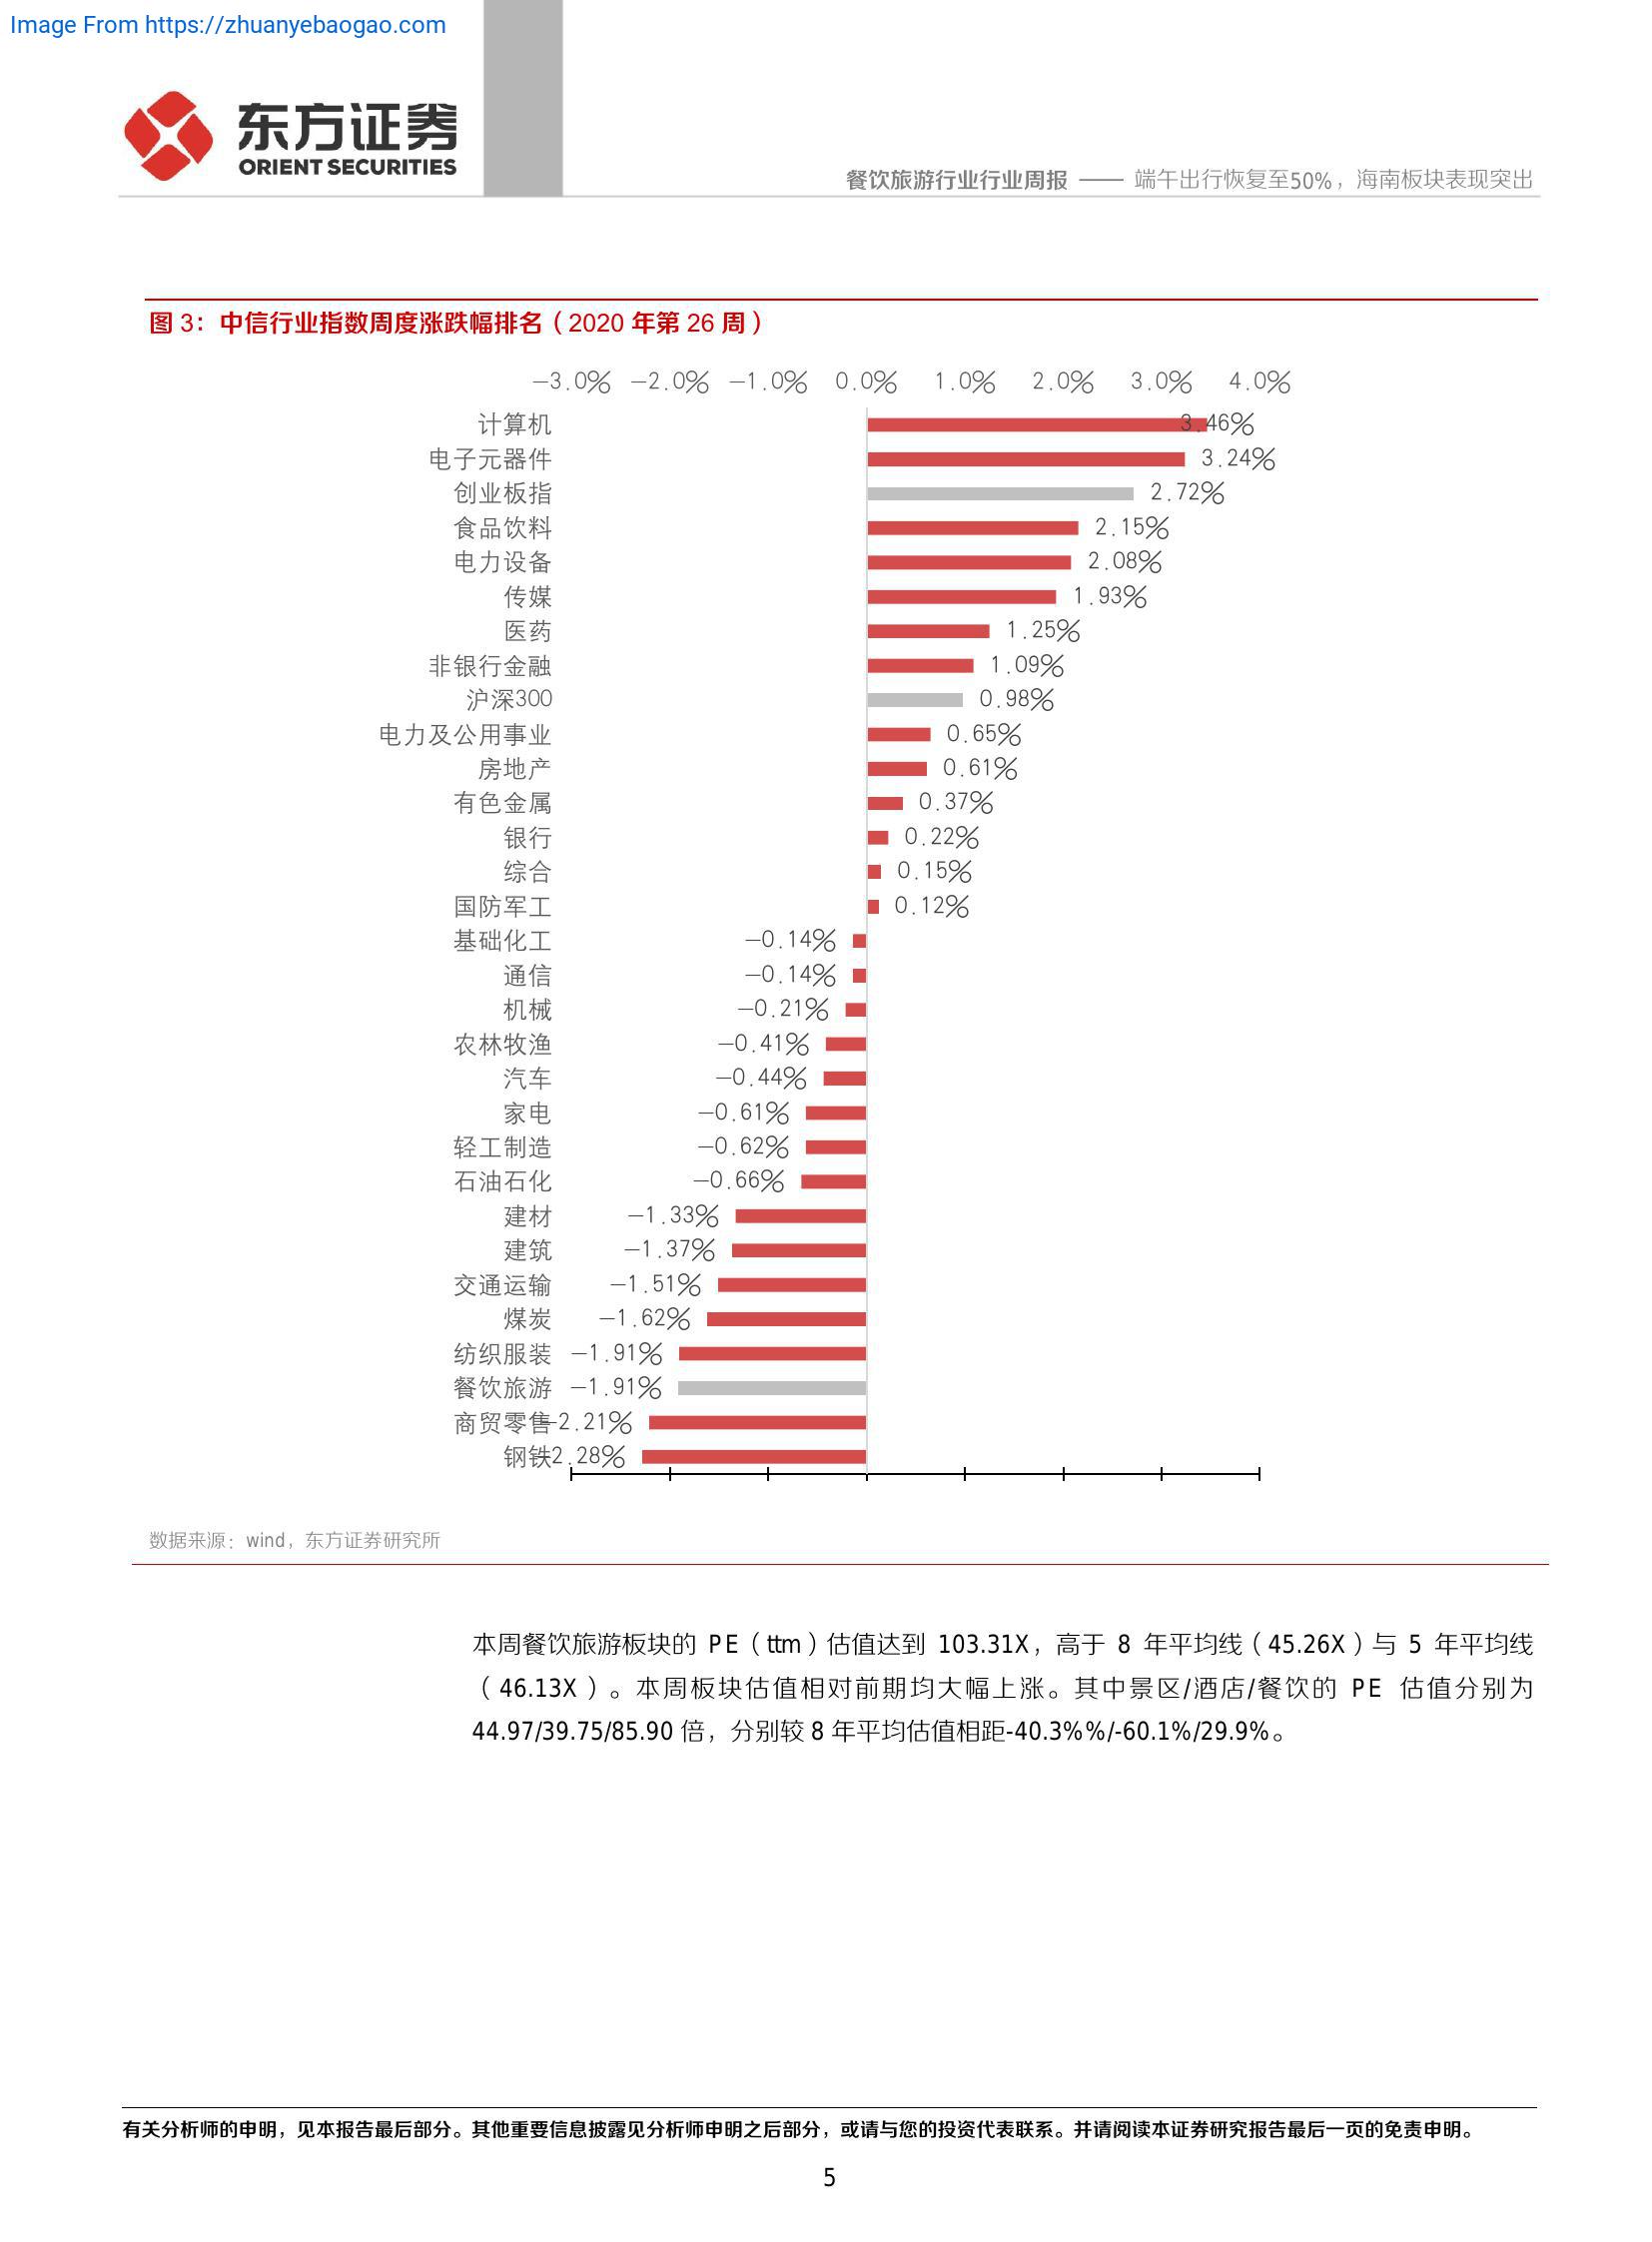 Image From https://zhuanyebaogao.com
东方证券
ORIENT SECURITIES
餐饮旅游行业行业周报 —— 端午出行恢复至50%，海南板块表现突出
图 3：中信行业指数周度涨跌幅排名（2020 年第 26 周）
-3.0% -2.0% -1.0% 0.0% 1.0% 2.0% 3.0% 4.0%
计算机 3.46%
电子元器件 3.24%
创业板指 2.72%
食品饮料 2.15%
电力设备 2.08%
传媒 1.93%
医药 1.25%
非银行金融 1.09%
沪深300 0.98%
电力及公用事业 0.65%
房地产 0.61%
有色金属 0.37%
银行 0.22%
综合 0.15%
国防军工 0.12%
基础化工 -0.14%
通信 -0.14%
机械 -0.21%
农林牧渔 -0.41%
汽车 -0.44%
家电 -0.61%
轻工制造 -0.62%
石油石化 -0.66%
建材 -1.33%
建筑 -1.37%
交通运输 -1.51%
煤炭 -1.62%
纺织服装 -1.91%
餐饮旅游 -1.91%
商贸零售 -2.21%
钢铁 -2.28%
数据来源：wind，东方证券研究所
本周餐饮旅游板块的 PE（ttm）估值达到 103.31X，高于 8 年平均线（45.26X）与 5 年平均线
（46.13X）。本周板块估值相对前期均大幅上涨。其中景区/酒店/餐饮的 PE 估值分别为
44.97/39.75/85.90 倍，分别较 8 年平均估值相距-40.3%%/-60.1%/29.9%。
有关分析师的申明，见本报告最后部分。其他重要信息披露见分析师申明之后部分，或请与您的投资代表联系。并请阅读本证券研究报告最后一页的免责申明。
5